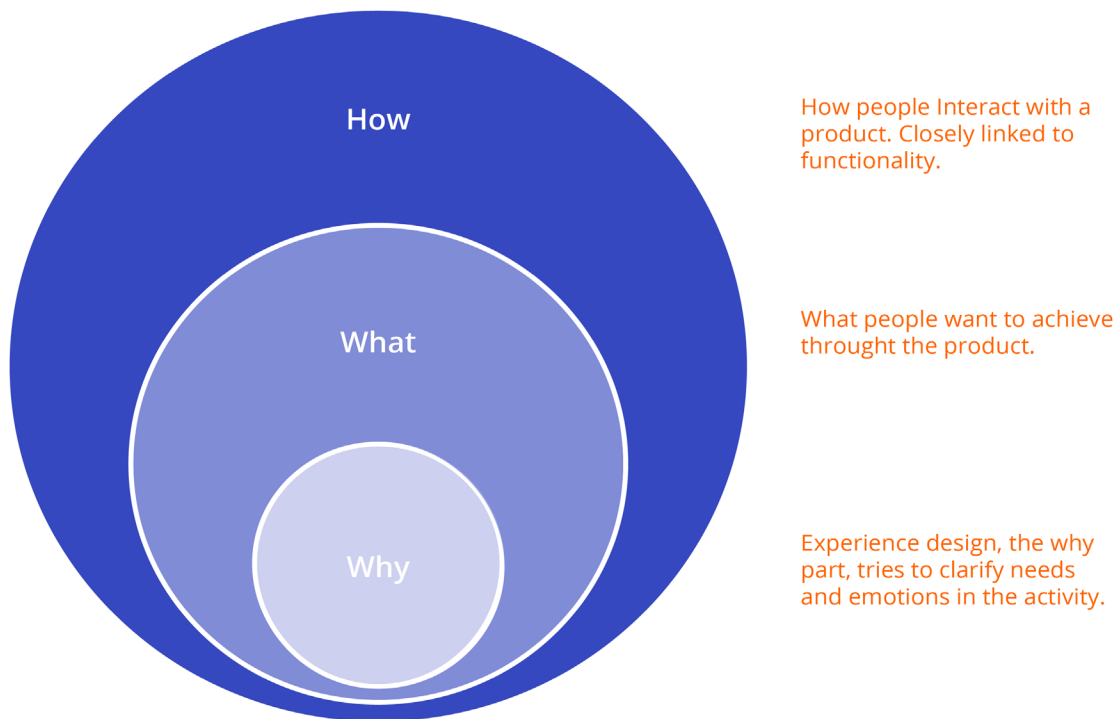 How
How people Interact with a
product. Closely linked to
functionality.
What
What people want to achieve
throught the product.
Why
Experience design, the why
part, tries to clarify needs
and emotions in the activity.